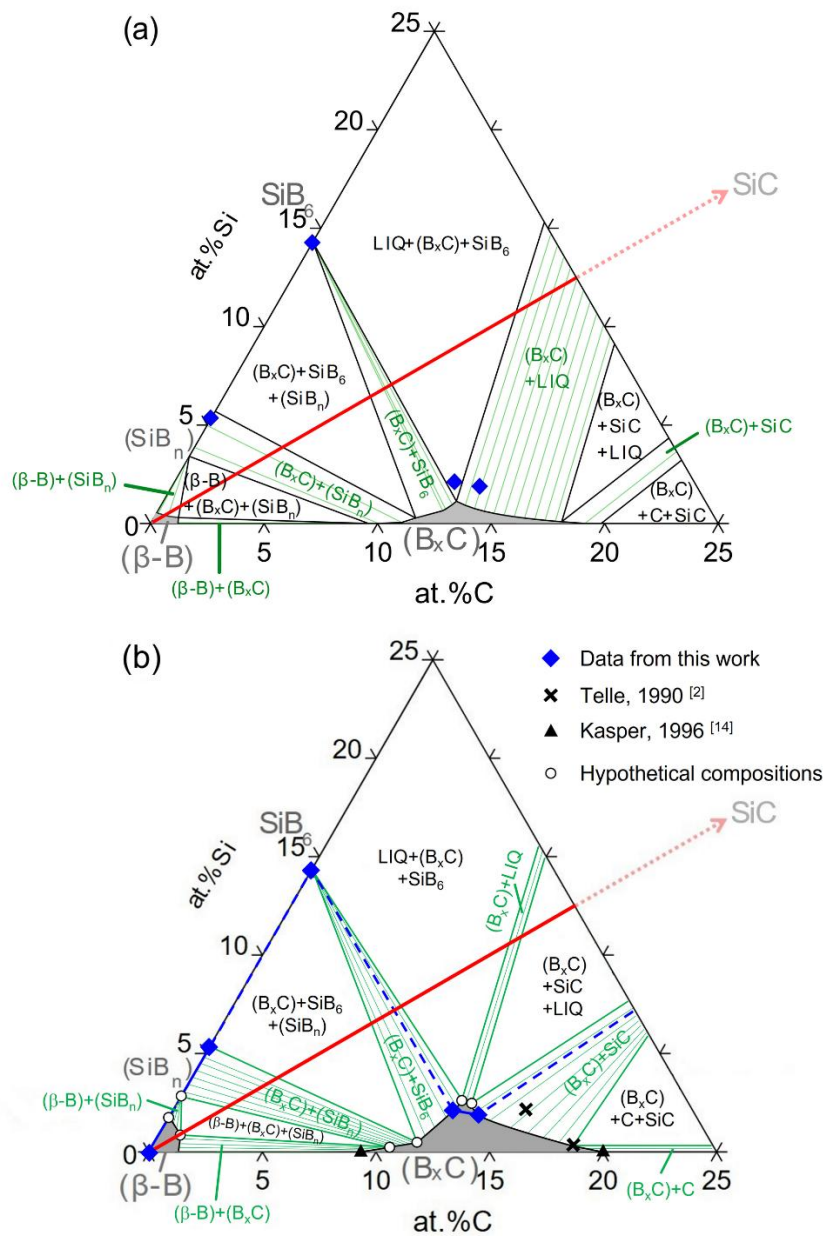 (a)
25
20
SiB6
15
SiC
at.%Si
LIQ+(BxC)+SiB6
10
(BxC)+SiB6
+(SiBn)
(BxC)
+LIQ
(BxC)
+SiC
+LIQ
(BxC)+SiB6
(BxC)+SiC
5
(SiBn)
(β-B)+(SiBn)
(BxC)+(SiBn)
(β-B)
+(BxC)+(SiBn)
(BxC)
+C+SiC
0
(β-B)
5
10
(BxC)
15
20
25
(β-B)+(BxC)
at.%C
(b)
25
Data from this work
Telle, 1990 [2]
Kasper, 1996 [14]
Hypothetical compositions
20
SiB6
15
SiC
at.%Si
LIQ+(BxC)
+SiB6
(BxC)+LIQ
10
(BxC)+SiB6
+(SiBn)
(BxC)
+SiC
+LIQ
(BxC)+SiB6
(BxC)+SiC
5
(SiBn)
(β-B)+(SiBn)
(BxC)+(SiBn)
(β-B)+(BxC)+(SiBn)
(BxC)
+C+SiC
0
(β-B)
5
10
(BxC)
15
20
25
(β-B)+(BxC)
(BxC)+C
at.%C